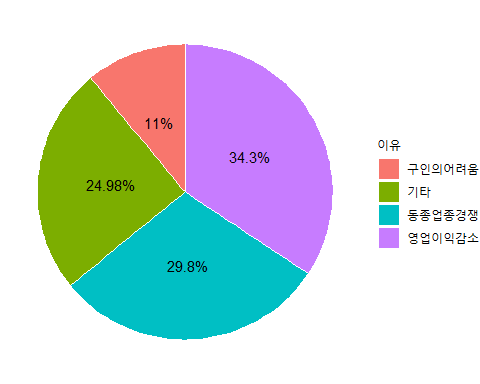 11%
34.3%
24.98%
29.8%
이유
구인의어려움
기타
동종업종경쟁
영업이익감소